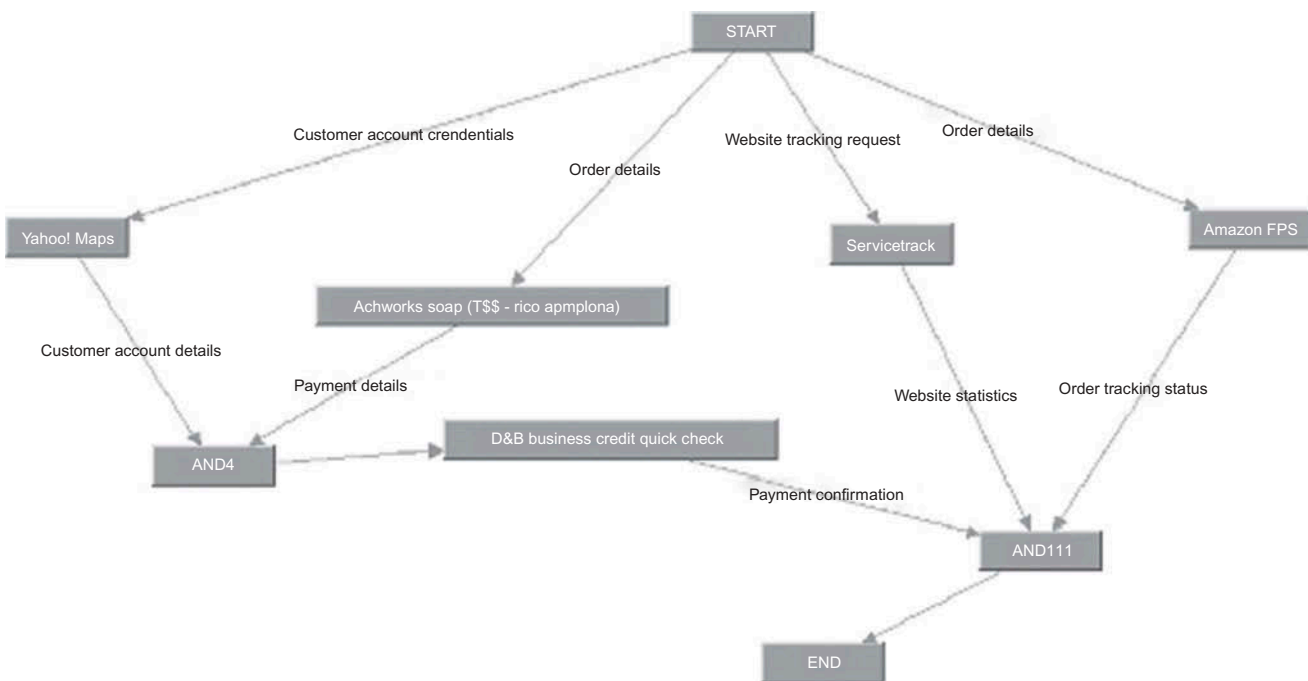 START
Customer account crendentials
Order details
Website tracking request
Order details
Yahoo! Maps
Servicetrack
Amazon FPS
Achworks soap (T$$ - rico apmplona)
Customer account details
Payment details
Website statistics
Order tracking status
AND4
D&B business credit quick check
Payment confirmation
AND111
END